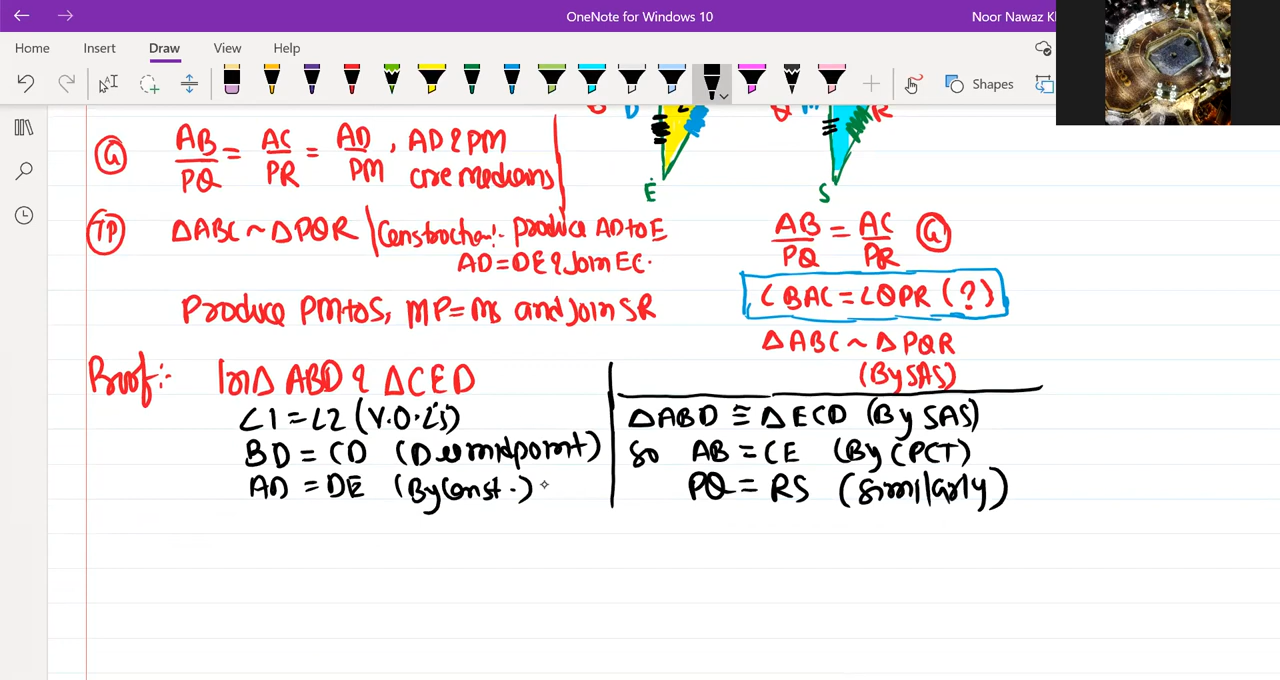 OneNote for Windows 10
Noor Nawaz Kh
Home Insert Draw View Help
Shapes
B D Q M R
E S
G AB/PQ = AC/PR = AD/PM , AD & PM are medians
TP ΔABC ~ ΔPQR | Construction:- produce AD to E
AD = DE & Join EC.
Produce PM to S, MP = MS and Join SR
AB/PQ = AC/PR G
∠BAC = ∠QPR (?)
ΔABC ~ ΔPQR
(By SAS)
Proof:- In Δ ABD & ΔCED
∠1 = ∠2 (V.O.∠'s)
BD = CD (D is midpoint)
AD = DE (By Const.)
ΔABD ≅ ΔECD (By SAS)
So AB = CE (By CPCT)
PQ = RS (Similarly)